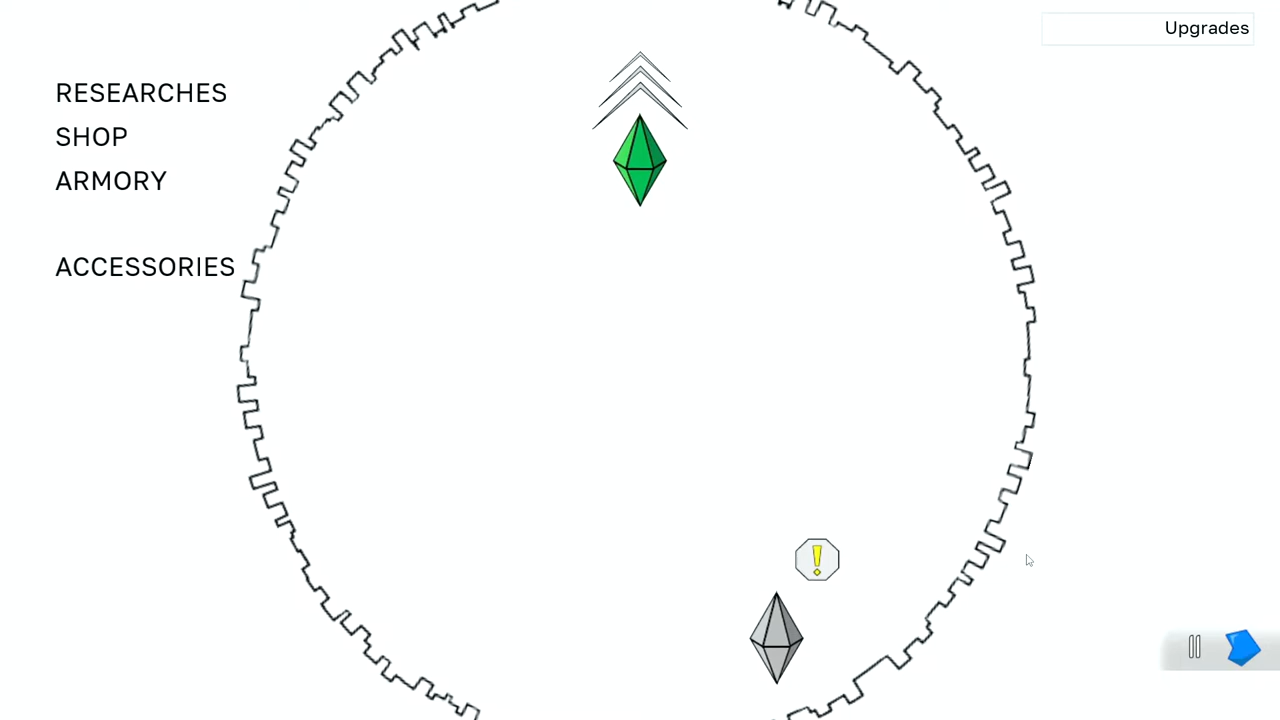 Upgrades
RESEARCHES
SHOP
ARMORY
ACCESSORIES